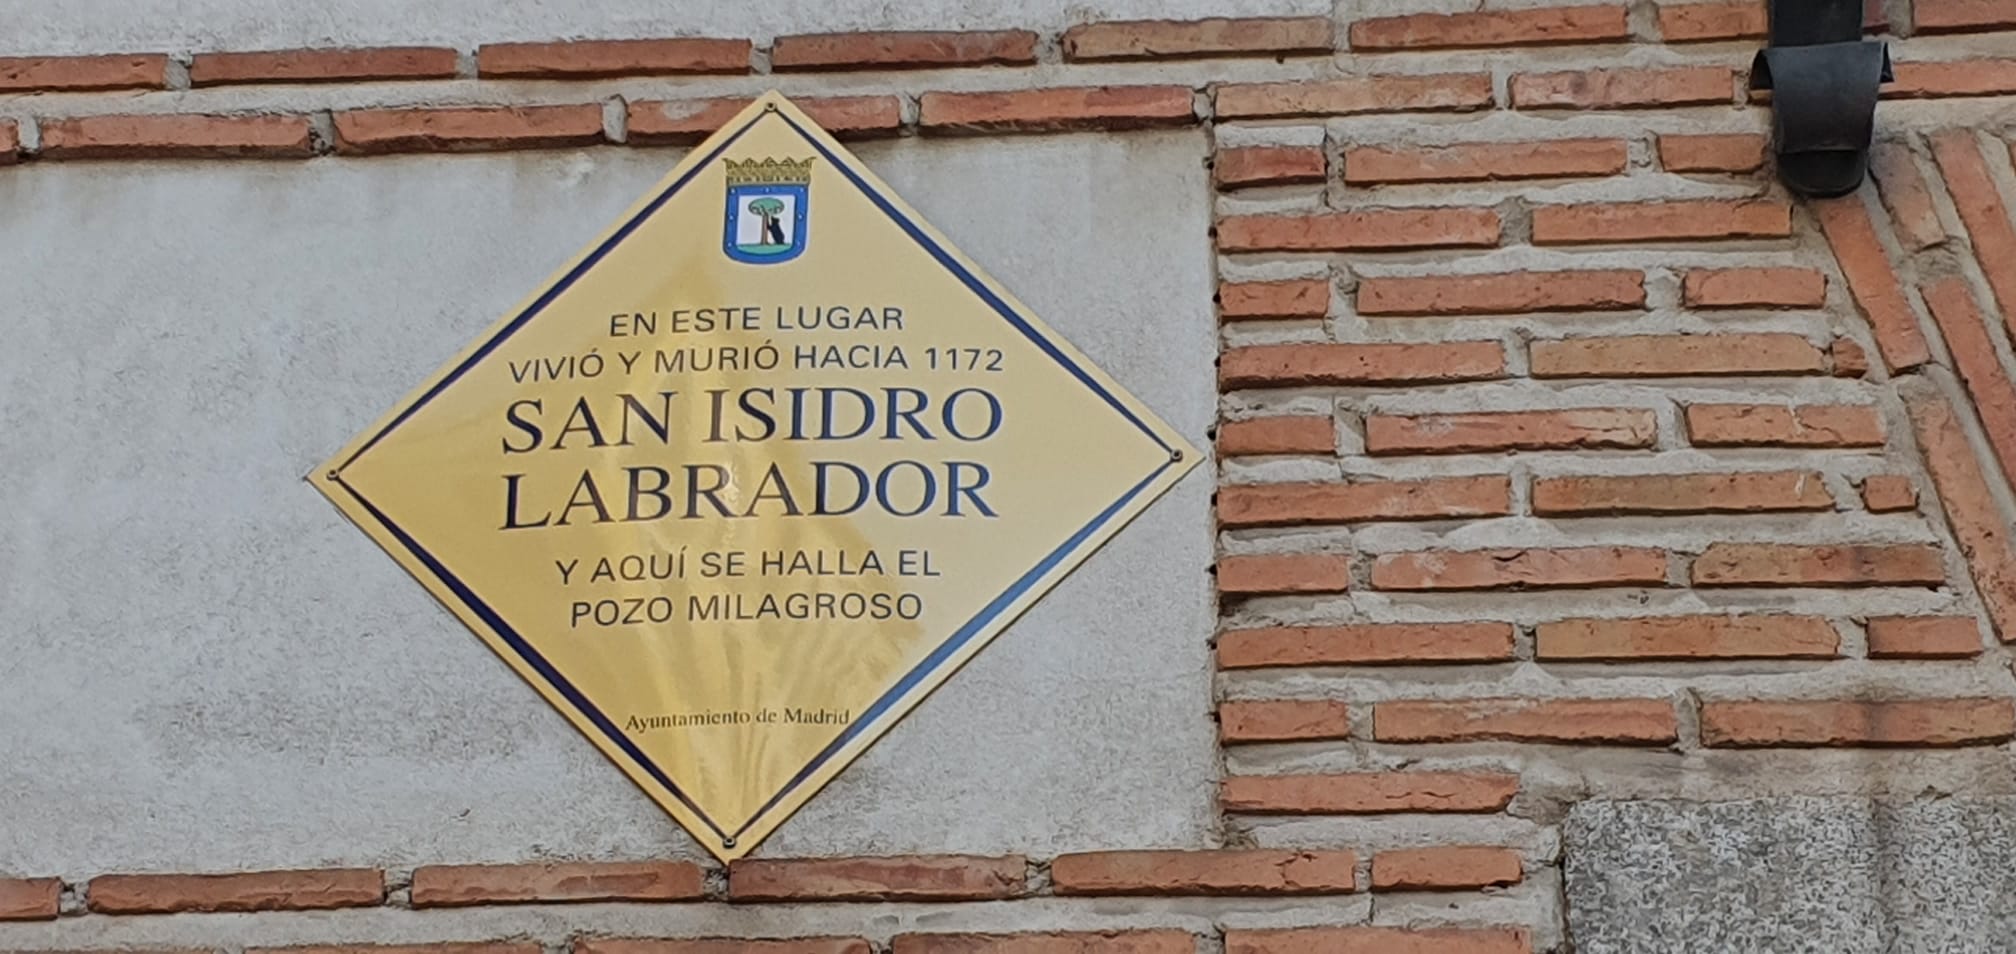 EN ESTE LUGAR
VIVIÓ Y MURIÓ HACIA 1172
SAN ISIDRO
LABRADOR
Y AQUÍ SE HALLA EL
POZO MILAGROSO
Ayuntamiento de Madrid